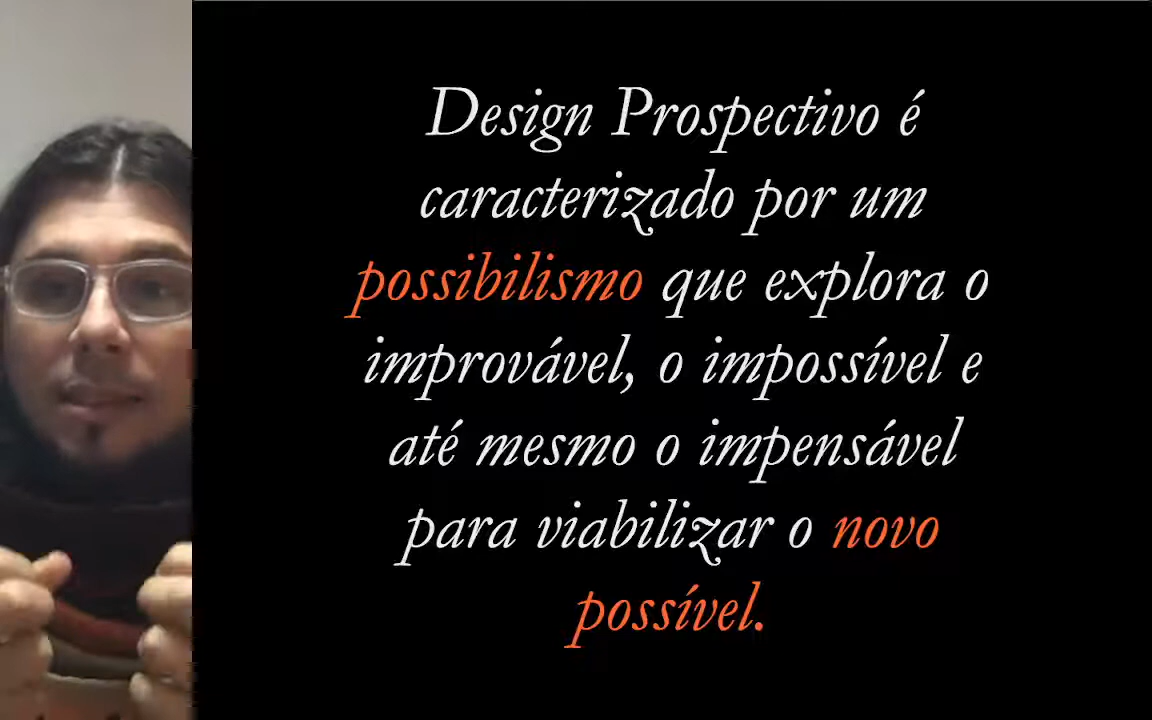 Design Prospectivo é
caracterizado por um
possibilismo que explora o
improvável, o impossível e
até mesmo o impensável
para viabilizar o novo
possível.